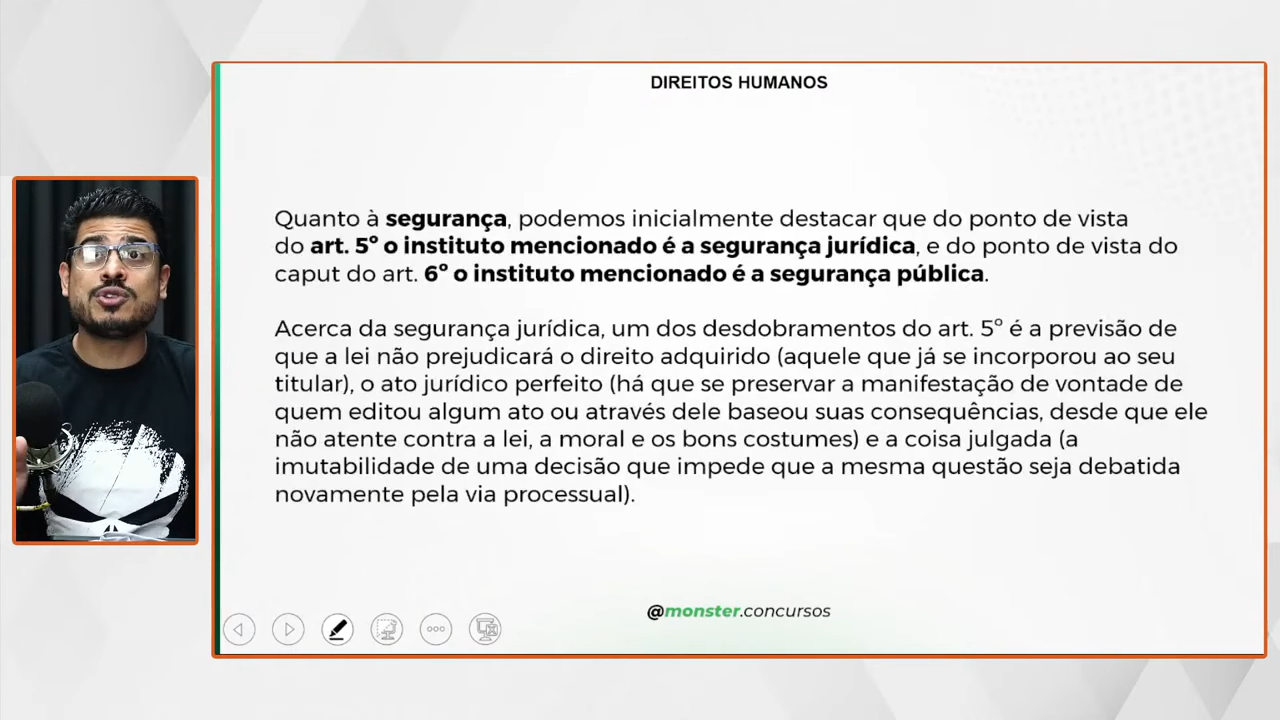 DIREITOS HUMANOS
Quanto à segurança, podemos inicialmente destacar que do ponto de vista
do art. 5º o instituto mencionado é a segurança jurídica, e do ponto de vista do
caput do art. 6º o instituto mencionado é a segurança pública.
Acerca da segurança jurídica, um dos desdobramentos do art. 5º é a previsão de
que a lei não prejudicará o direito adquirido (aquele que já se incorporou ao seu
titular), o ato jurídico perfeito (há que se preservar a manifestação de vontade de
quem editou algum ato ou através dele baseou suas consequências, desde que ele
não atente contra a lei, a moral e os bons costumes) e a coisa julgada (a
imutabilidade de uma decisão que impede que a mesma questão seja debatida
novamente pela via processual).
@monster.concursos